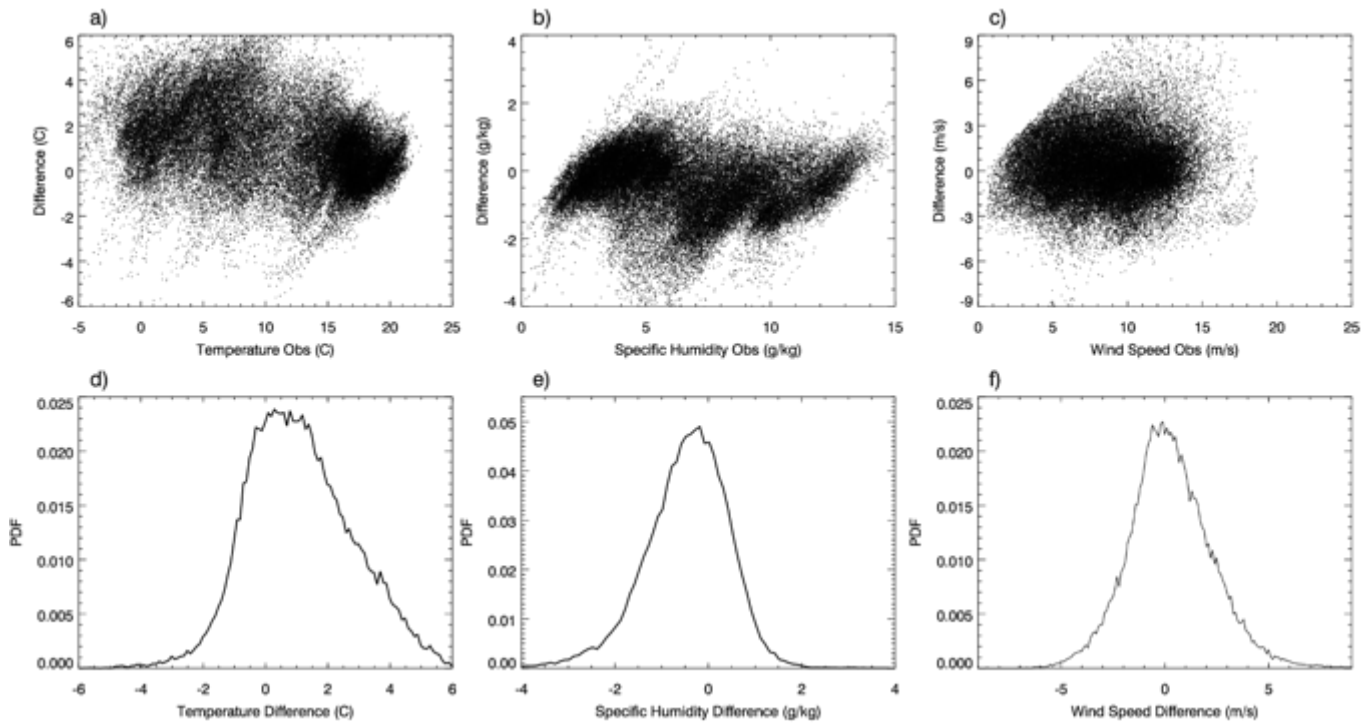 a)
6
4
2
0
-2
-4
-6
Difference (C)
-5 0 5 10 15 20 25
Temperature Obs (C)
b)
4
2
0
-2
-4
Difference (g/kg)
0 5 10 15
Specific Humidity Obs (g/kg)
c)
9
6
3
0
-3
-6
-9
Difference (m/s)
0 5 10 15 20 25
Wind Speed Obs (m/s)
d)
0.025
0.020
0.015
0.010
0.005
0.000
PDF
-4 -2 0 2 4 6
Temperature Difference (C)
e)
0.05
0.04
0.03
0.02
0.01
0.00
PDF
-4 -2 0 2 4
Specific Humidity Difference (g/kg)
f)
0.025
0.020
0.015
0.010
0.005
0.000
PDF
-5 0 5
Wind Speed Difference (m/s)